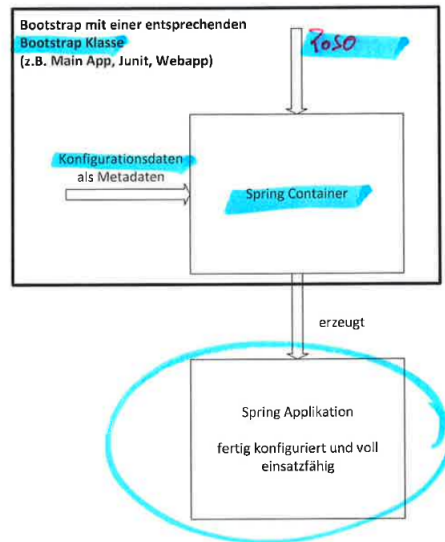 Bootstrap mit einer entsprechenden
Bootstrap Klasse
(z.B. Main App, Junit, Webapp)
POSO
Konfigurationsdaten
als Metadaten
Spring Container
erzeugt
Spring Applikation
fertig konfiguriert und voll
einsatzfähig